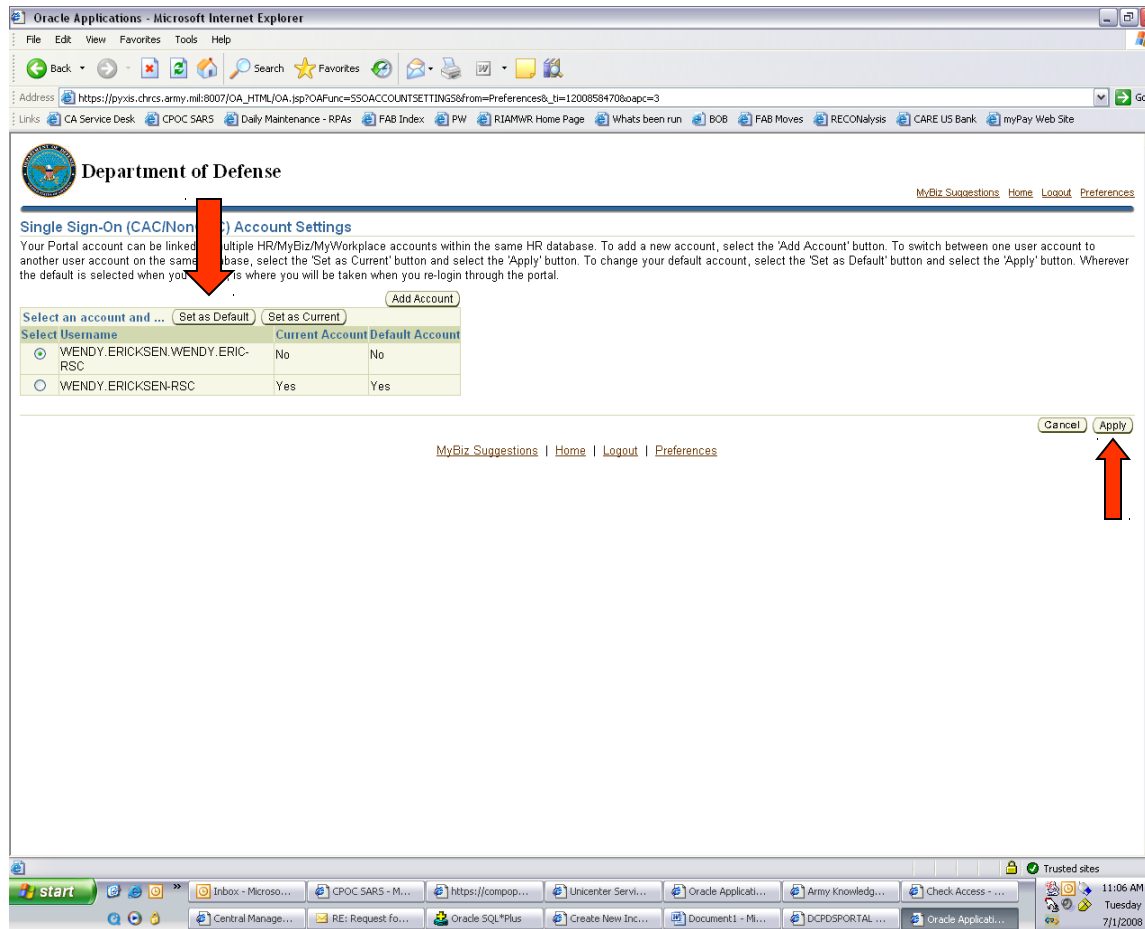 Oracle Applications - Microsoft Internet Explorer
File Edit View Favorites Tools Help
Back Search Favorites
Address https://pyxis.chrcs.army.mil:8007/OA_HTML/OA.jsp?OAFunc=SSOACCOUNTSETTINGS&from=Preferences&_ti=1200858470&oapc=3 Go
Links CA Service Desk CPOC SARS Daily Maintenance - RPAs FAB Index PW RIAMWR Home Page Whats been run BOB FAB Moves RECONalysis CARE US Bank myPay Web Site
Department of Defense
MyBiz Suggestions Home Logout Preferences
Single Sign-On (CAC/Non C) Account Settings
Your Portal account can be linked ultiple HR/MyBiz/MyWorkplace accounts within the same HR database. To add a new account, select the 'Add Account' button. To switch between one user account to
another user account on the same base, select the 'Set as Current' button and select the 'Apply' button. To change your default account, select the 'Set as Default' button and select the 'Apply' button. Wherever
the default is selected when you is where you will be taken when you re-login through the portal.
Add Account
Select an account and ... Set as Default Set as Current
Select Username Current Account Default Account
WENDY.ERICKSEN.WENDY.ERIC-
RSC No No
WENDY.ERICKSEN-RSC Yes Yes
Cancel Apply
MyBiz Suggestions | Home | Logout | Preferences
Trusted sites
start Inbox - Microso... CPOC SARS - M... https://compop... Unicenter Servi... Oracle Applicati... Army Knowledg... Check Access - ... 11:06 AM
Tuesday
Central Manage... RE: Request fo... Oracle SQL*Plus Create New Inc... Document1 - Mi... DCPDSPORTAL ... Oracle Applicati... 7/1/2008